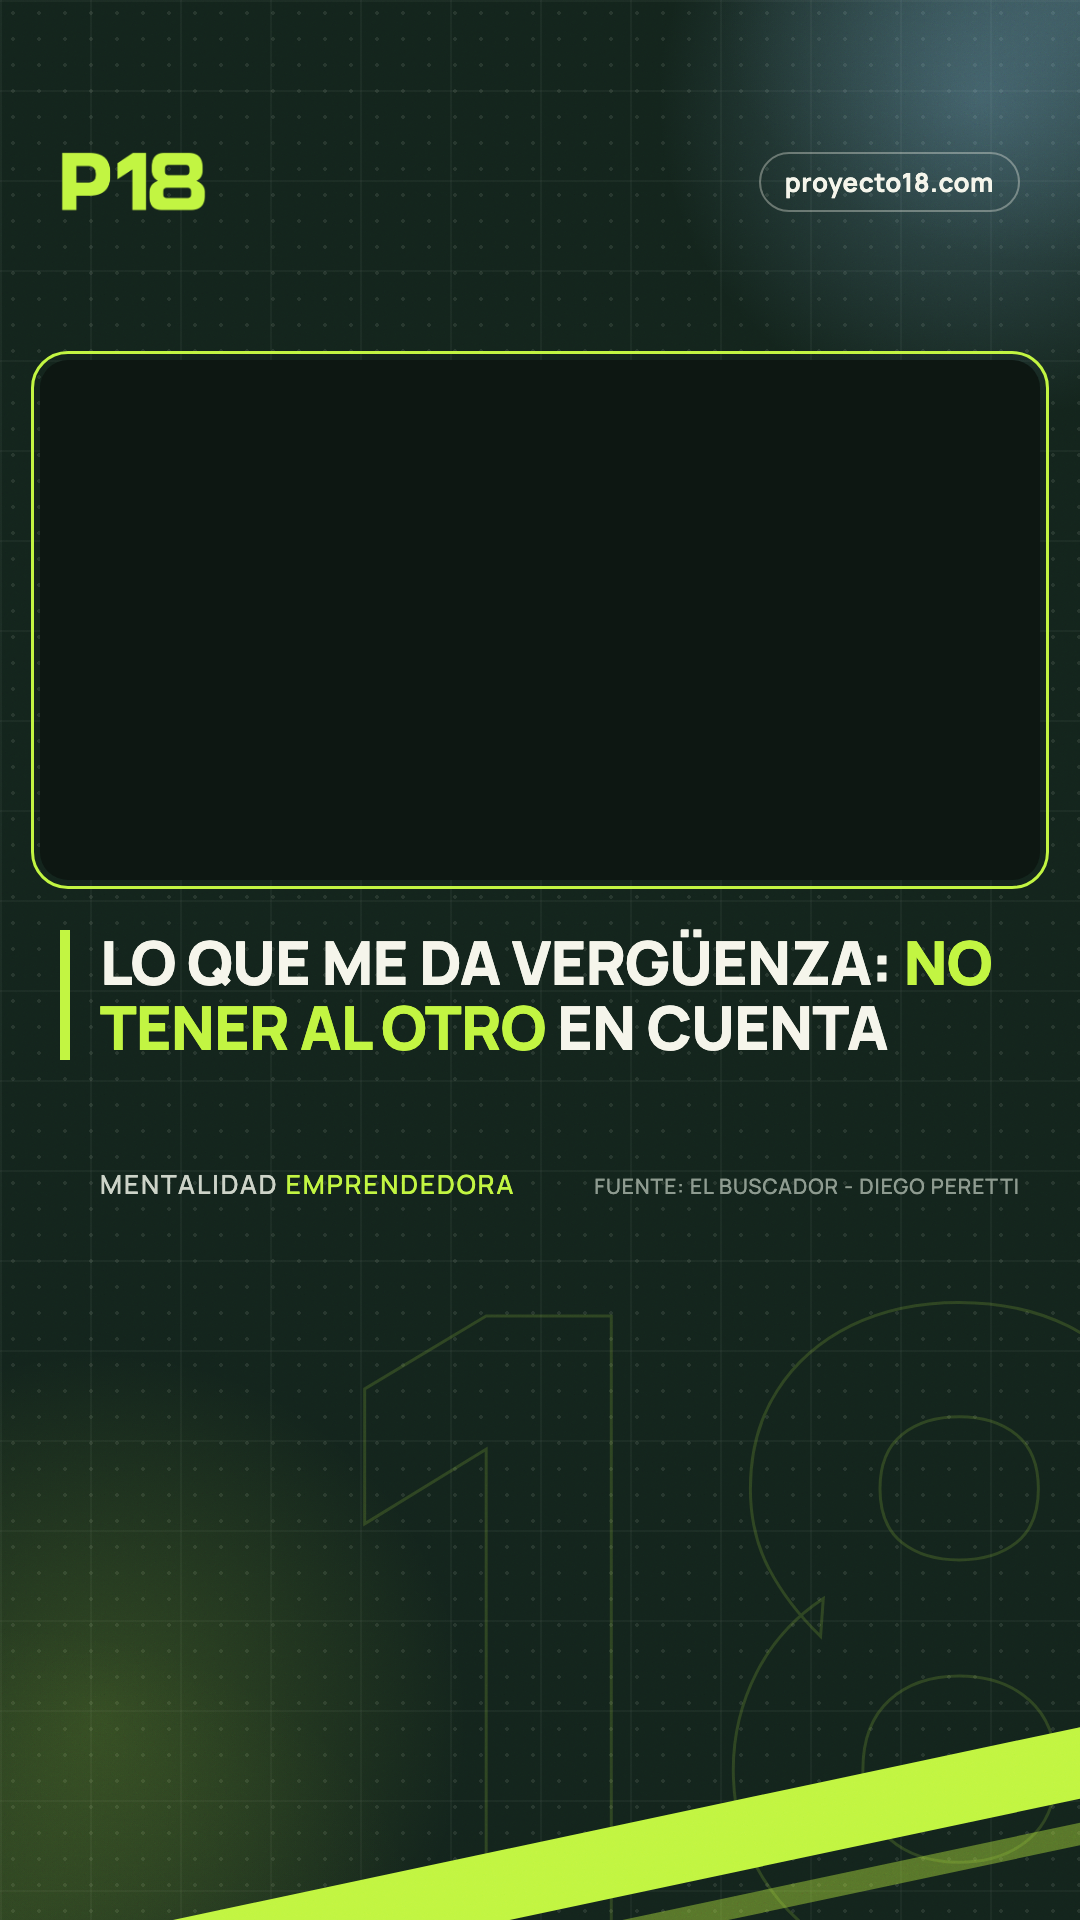 P18
proyecto18.com
LO QUE ME DA VERGÜENZA: NO
TENER AL OTRO EN CUENTA
MENTALIDAD EMPRENDEDORA
FUENTE: EL BUSCADOR - DIEGO PERETTI
18